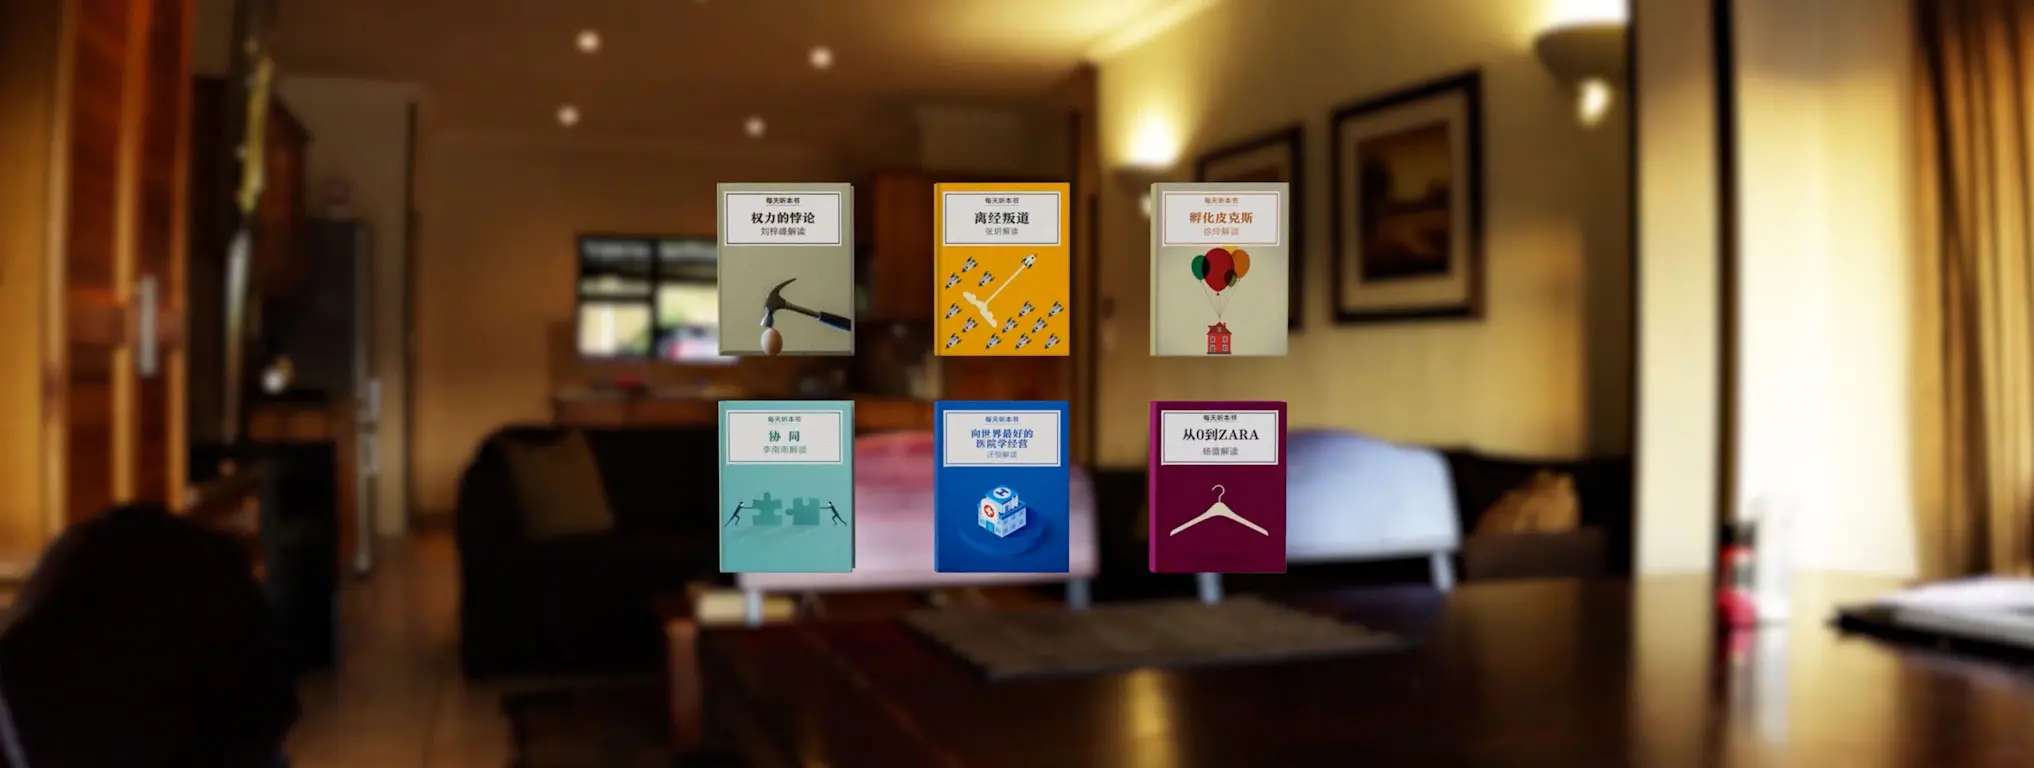 每天听本书
权力的悖论
刘梓峰解读
每天听本书
离经叛道
张玥解读
每天听本书
孵化皮克斯
徐玲解读
每天听本书
协 同
李南南解读
每天听本书
向世界最好的
医院学经营
汪恒解读
每天听本书
从0到ZARA
杨蕾解读